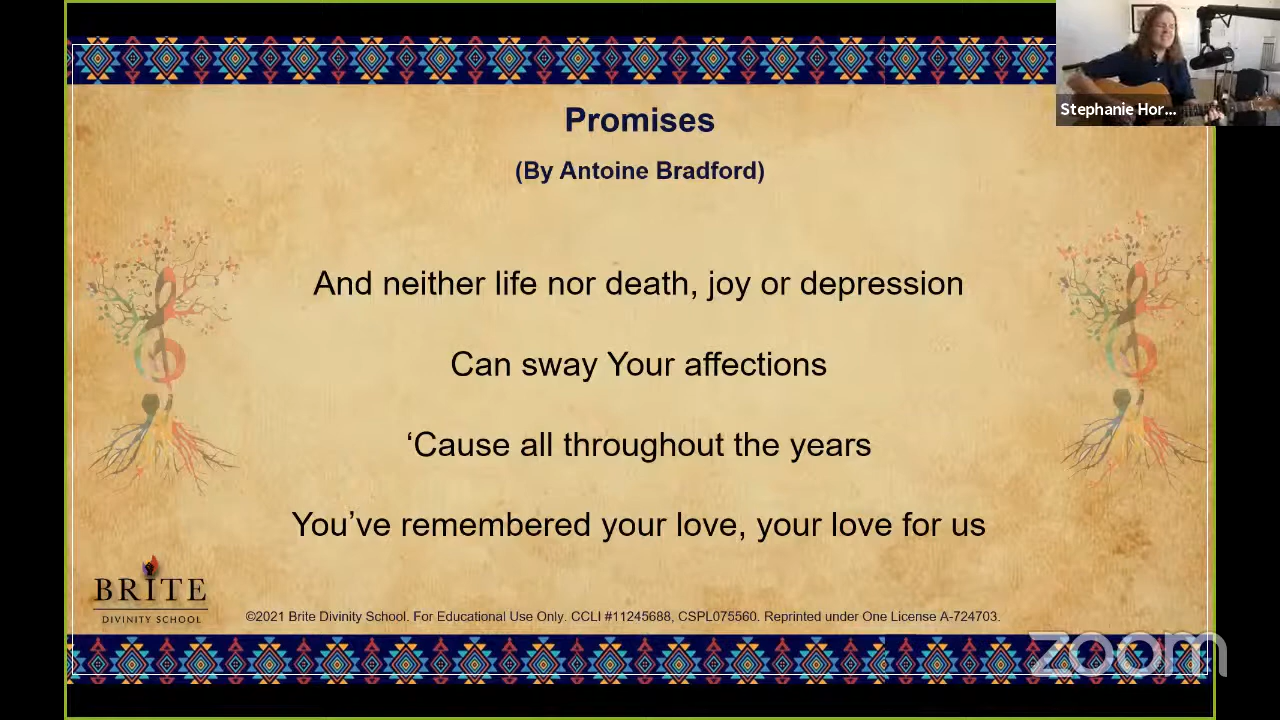 Promises
(By Antoine Bradford)
Stephanie Hor...
And neither life nor death, joy or depression
Can sway Your affections
‘Cause all throughout the years
You’ve remembered your love, your love for us
BRITE
DIVINITY SCHOOL
©2021 Brite Divinity School. For Educational Use Only. CCLI #11245688, CSPL075560. Reprinted under One License A-724703.
zoom